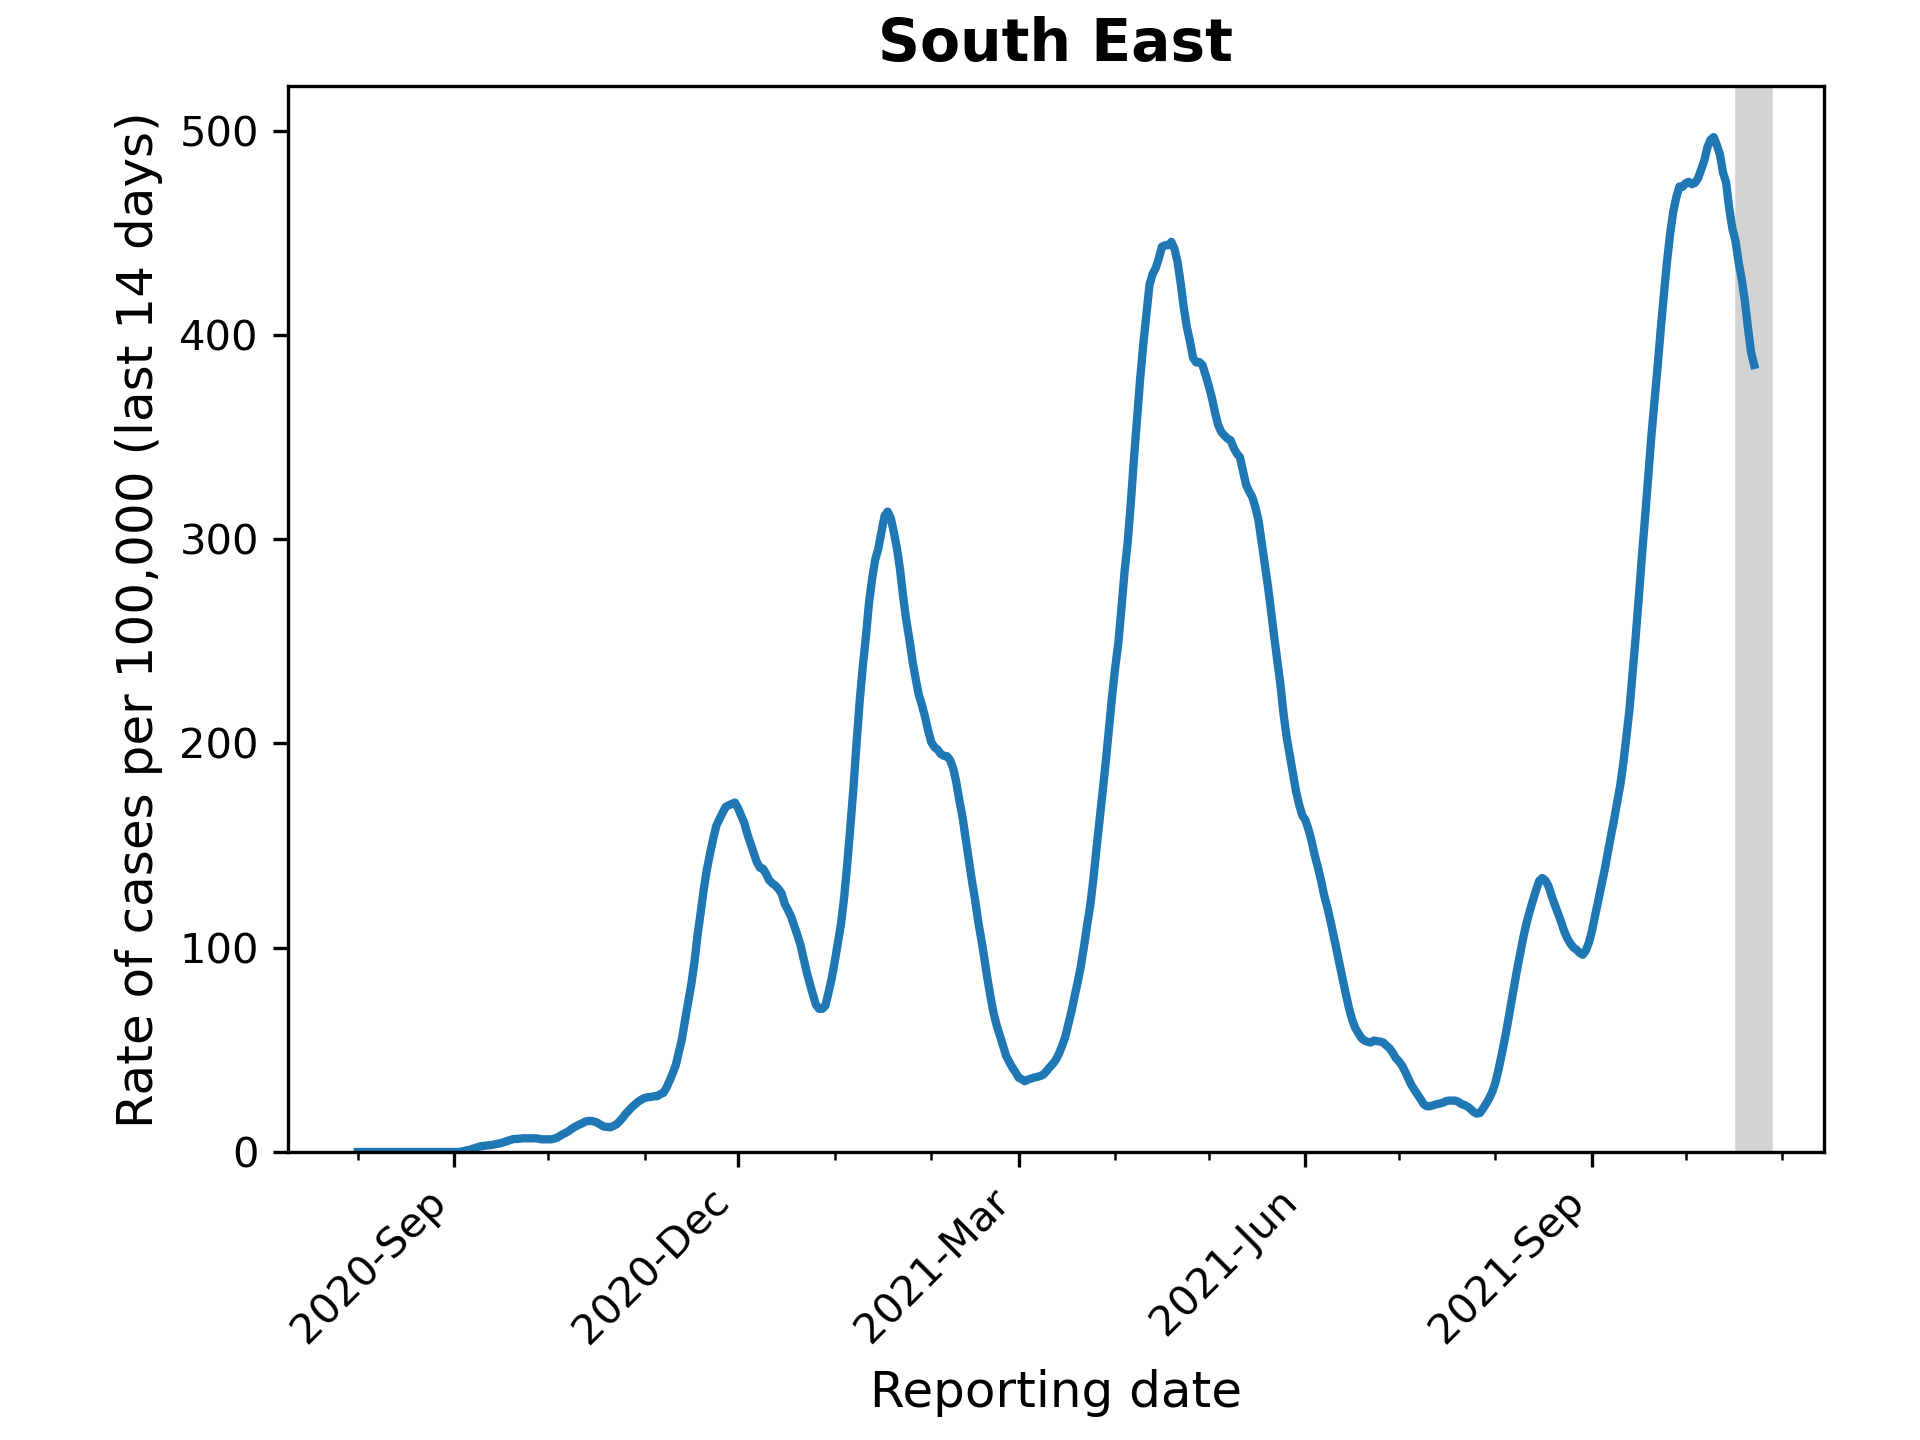 South East
Rate of cases per 100,000 (last 14 days)
500
400
300
200
100
0
2020-Sep
2020-Dec
2021-Mar
2021-Jun
2021-Sep
Reporting date